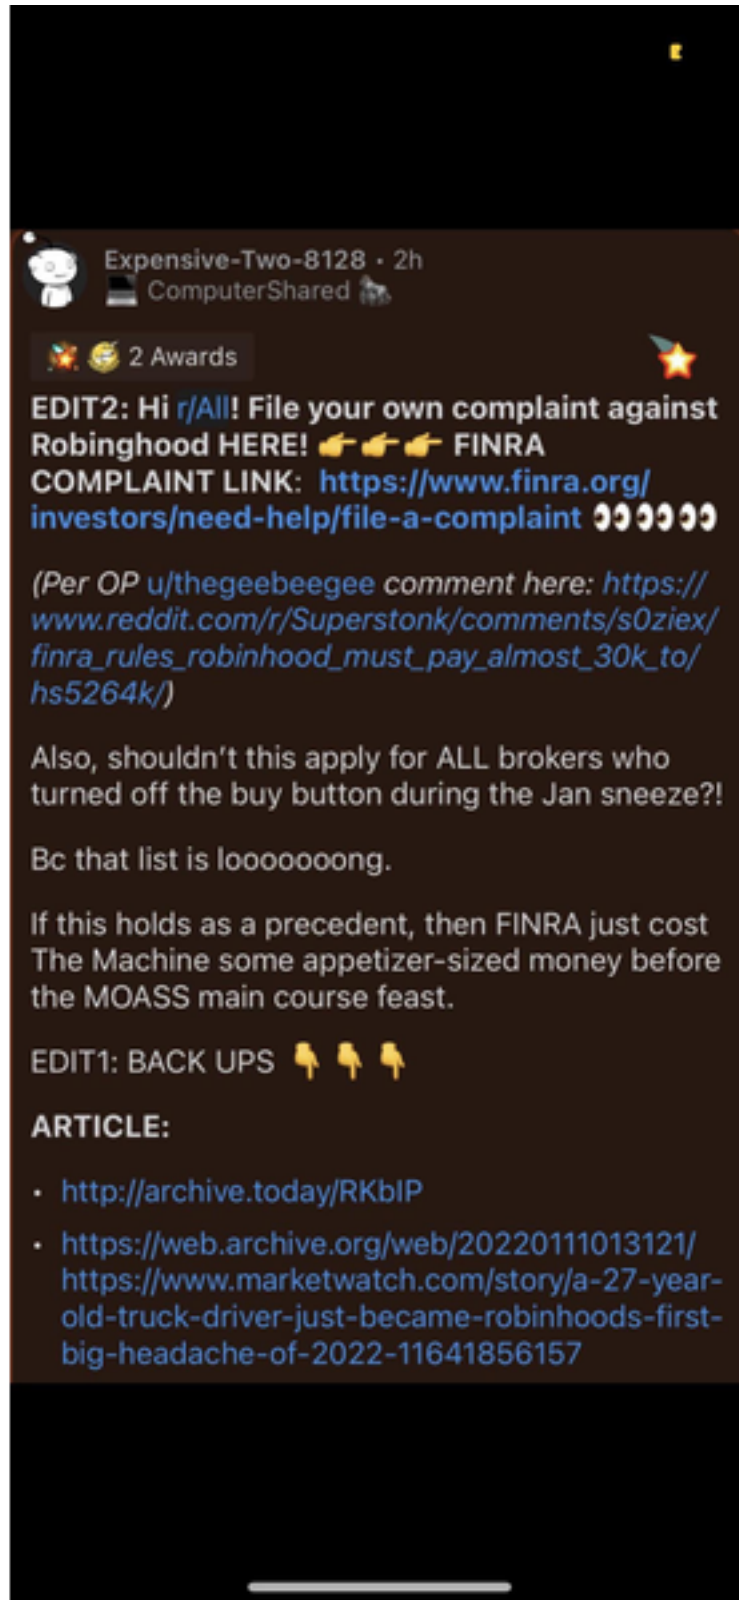 Expensive-Two-8128 • 2h
ComputerShared
2 Awards
EDIT2: Hi r/All! File your own complaint against
Robinghood HERE! 👉👉👉 FINRA
COMPLAINT LINK: https://www.finra.org/
investors/need-help/file-a-complaint 👀👀👀
(Per OP u/thegeebeegee comment here: https://
www.reddit.com/r/Superstonk/comments/s0ziex/
finra_rules_robinhood_must_pay_almost_30k_to/
hs5264k/)
Also, shouldn't this apply for ALL brokers who
turned off the buy button during the Jan sneeze?!
Bc that list is looooooong.
If this holds as a precedent, then FINRA just cost
The Machine some appetizer-sized money before
the MOASS main course feast.
EDIT1: BACK UPS 👇 👇 👇
ARTICLE:
• http://archive.today/RKbIP
• https://web.archive.org/web/20220111013121/
https://www.marketwatch.com/story/a-27-year-
old-truck-driver-just-became-robinhoods-first-
big-headache-of-2022-11641856157